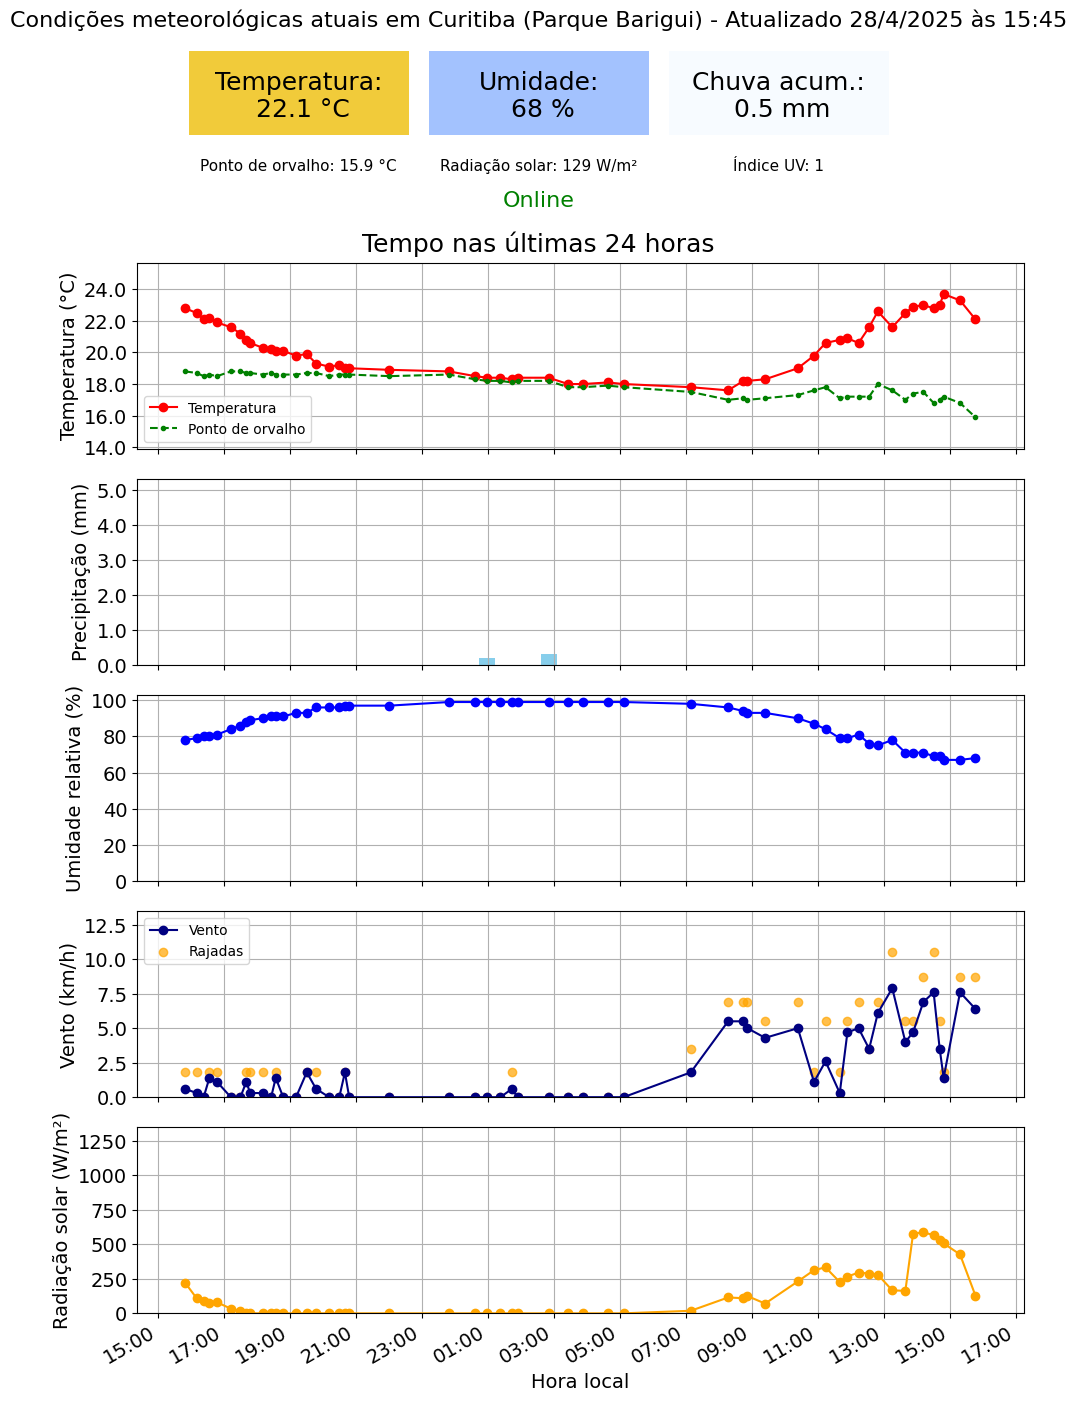 Condições meteorológicas atuais em Curitiba (Parque Barigui) - Atualizado 28/4/2025 às 15:45
Temperatura:
22.1 °C
Umidade:
68 %
Chuva acum.:
0.5 mm
Ponto de orvalho: 15.9 °C
Radiação solar: 129 W/m²
Índice UV: 1
Online
Tempo nas últimas 24 horas
Temperatura (°C)
24.0
22.0
20.0
18.0
16.0
14.0
Temperatura
Ponto de orvalho
Precipitação (mm)
5.0
4.0
3.0
2.0
1.0
0.0
Umidade relativa (%)
100
80
60
40
20
0
Vento (km/h)
12.5
10.0
7.5
5.0
2.5
0.0
Vento
Rajadas
Radiação solar (W/m²)
1250
1000
750
500
250
0
15:00
17:00
19:00
21:00
23:00
01:00
03:00
05:00
07:00
09:00
11:00
13:00
15:00
17:00
Hora local